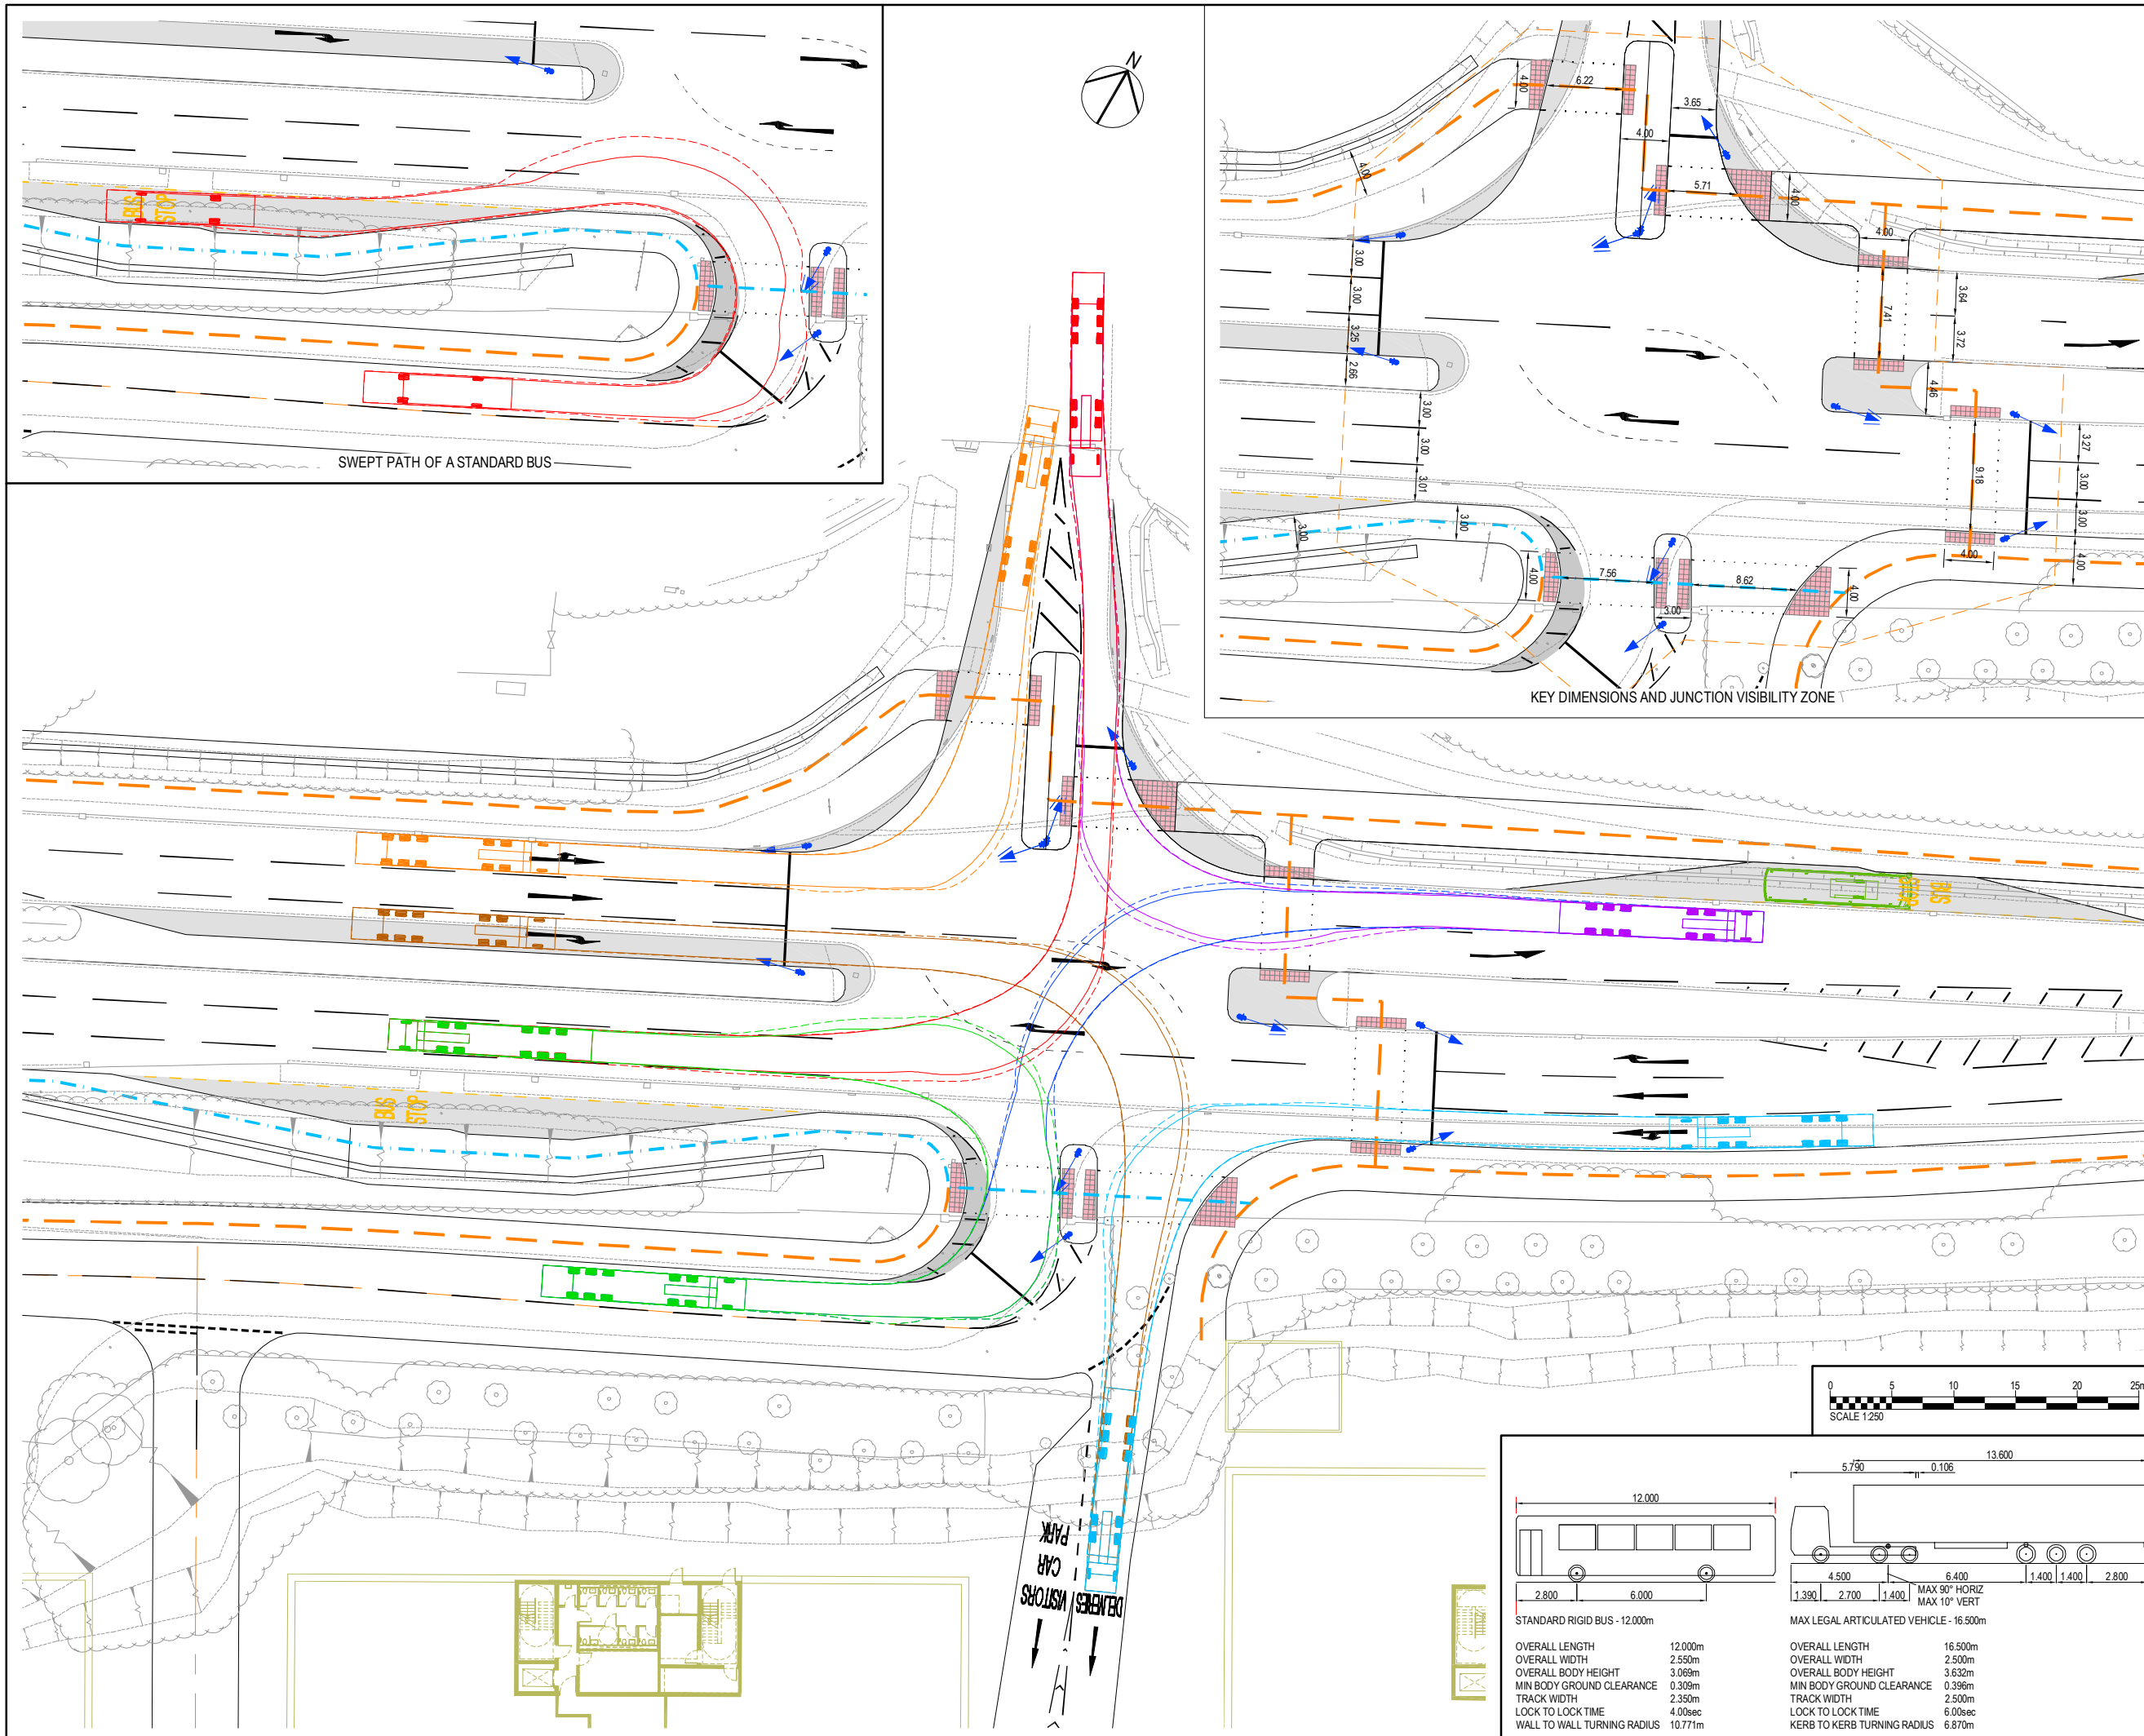 BUS
STOP
SWEPT PATH OF A STANDARD BUS
N
4.00
6.22
3.65
4.00
4.00
5.71
4.00
4.00
3.00
3.00
3.25
2.66
3.64
7.41
3.72
4.46
3.00
3.00
3.01
3.27
3.00
3.00
4.00
9.18
4.00
3.00
3.00
4.00
7.56
8.62
3.00
4.00
KEY DIMENSIONS AND JUNCTION VISIBILITY ZONE
BUS
STOP
BUS
STOP
VISITORS
CAR
PARK
DELIVERIES
0 5 10 15 20 25m
SCALE 1:250
12.000
2.800 6.000
STANDARD RIGID BUS - 12.000m
OVERALL LENGTH 12.000m
OVERALL WIDTH 2.550m
OVERALL BODY HEIGHT 3.069m
MIN BODY GROUND CLEARANCE 0.309m
TRACK WIDTH 2.350m
LOCK TO LOCK TIME 4.00sec
WALL TO WALL TURNING RADIUS 10.771m
13.600
5.790 0.106
4.500 6.400 1.400 1.400 2.800
1.390 2.700 1.400
MAX 90° HORIZ
MAX 10° VERT
MAX LEGAL ARTICULATED VEHICLE - 16.500m
OVERALL LENGTH 16.500m
OVERALL WIDTH 2.500m
OVERALL BODY HEIGHT 3.632m
MIN BODY GROUND CLEARANCE 0.396m
TRACK WIDTH 2.500m
LOCK TO LOCK TIME 6.00sec
KERB TO KERB TURNING RADIUS 6.870m